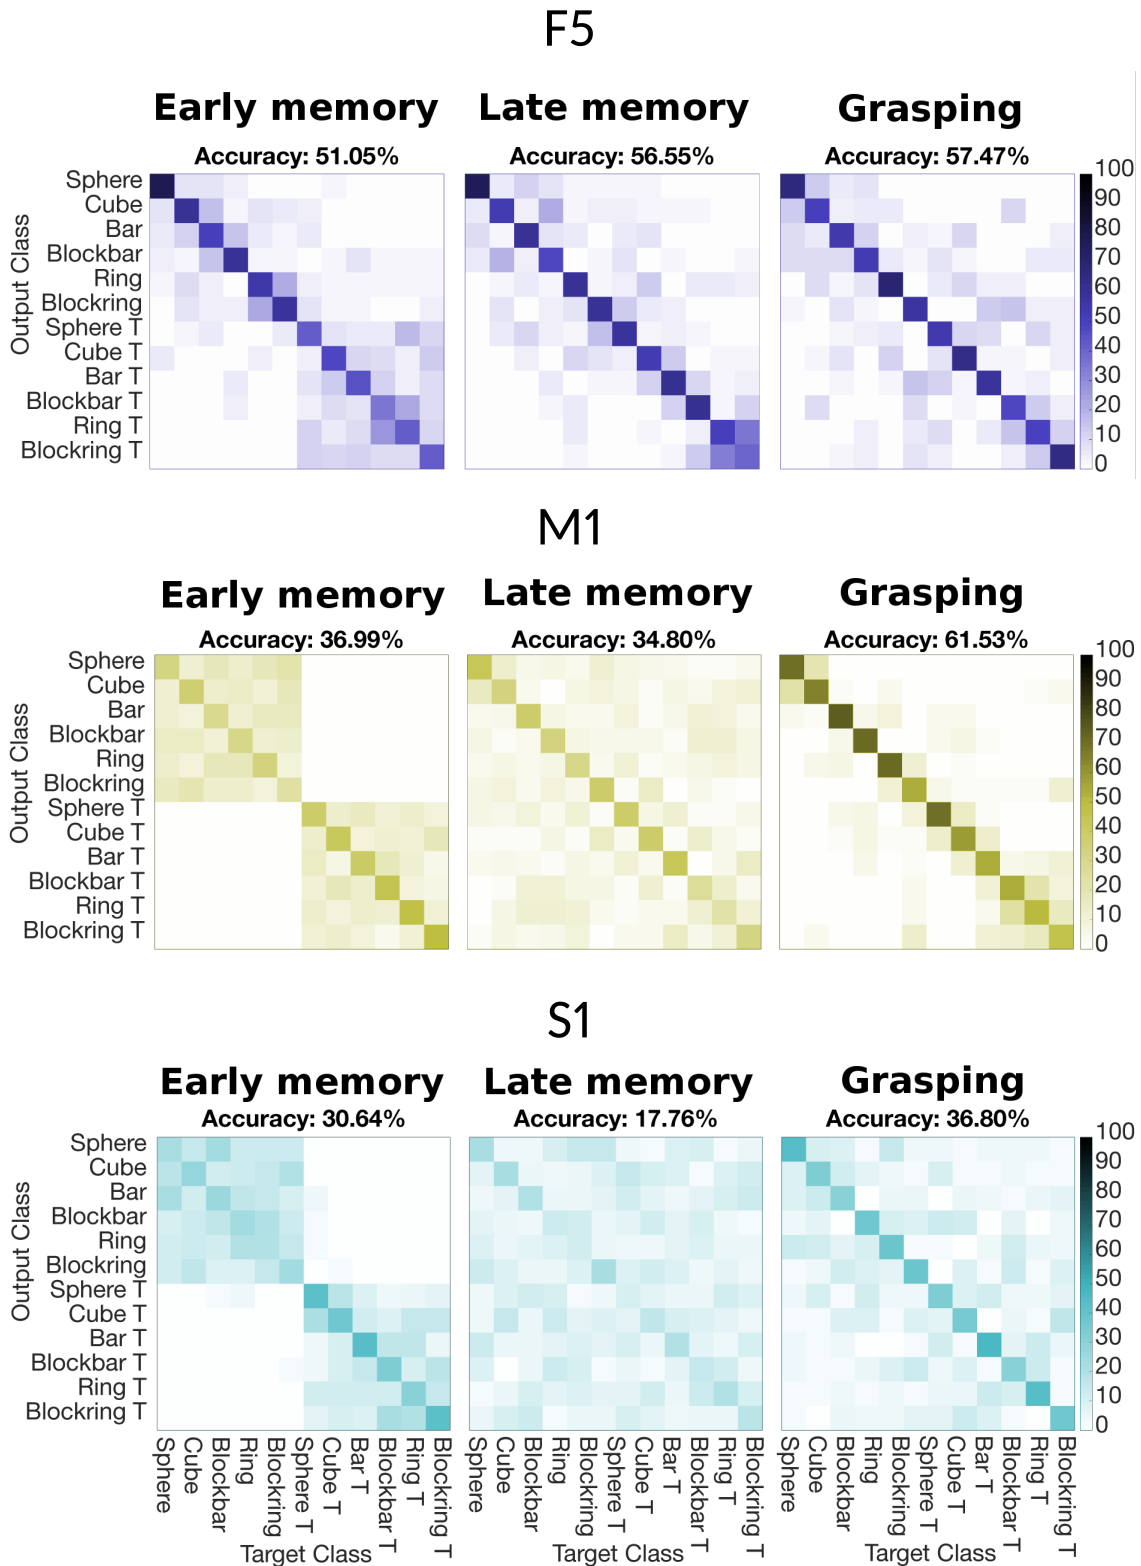 F5
Early memory Late memory Grasping
Accuracy: 51.05% Accuracy: 56.55% Accuracy: 57.47%
Output Class
Sphere
Cube
Bar
Blockbar
Ring
Blockring
Sphere T
Cube T
Bar T
Blockbar T
Ring T
Blockring T
100
90
80
70
60
50
40
30
20
10
0
M1
Early memory Late memory Grasping
Accuracy: 36.99% Accuracy: 34.80% Accuracy: 61.53%
Output Class
Sphere
Cube
Bar
Blockbar
Ring
Blockring
Sphere T
Cube T
Bar T
Blockbar T
Ring T
Blockring T
100
90
80
70
60
50
40
30
20
10
0
S1
Early memory Late memory Grasping
Accuracy: 30.64% Accuracy: 17.76% Accuracy: 36.80%
Output Class
Sphere
Cube
Bar
Blockbar
Ring
Blockring
Sphere T
Cube T
Bar T
Blockbar T
Ring T
Blockring T
100
90
80
70
60
50
40
30
20
10
0
Sphere
Cube
Blockbar
Ring
Blockring
Sphere T
Cube T
Bar T
Blockbar T
Ring T
Blockring T
Target Class
Sphere
Cube
Blockbar
Ring
Blockring
Sphere T
Cube T
Bar T
Blockbar T
Ring T
Blockring T
Target Class
Sphere
Cube
Blockbar
Ring
Blockring
Sphere T
Cube T
Bar T
Blockbar T
Ring T
Blockring T
Target Class